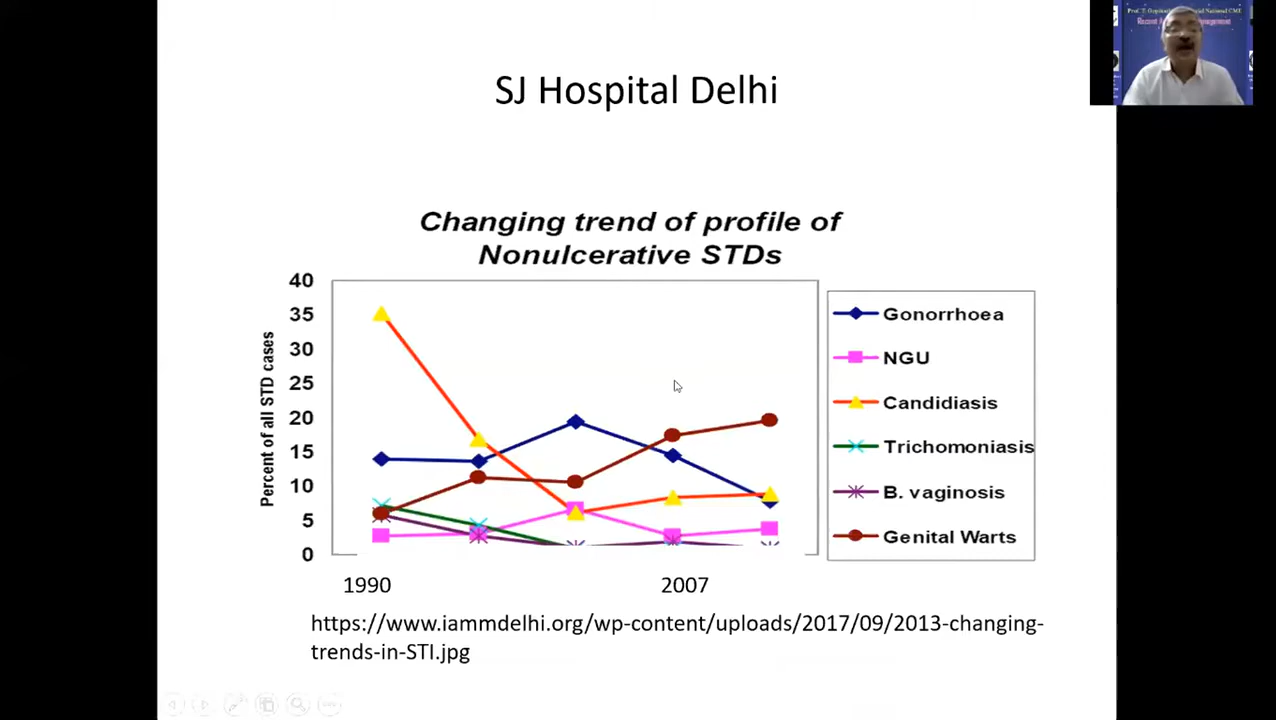 SJ Hospital Delhi
Changing trend of profile of
Nonulcerative STDs
Percent of all STD cases
40
35
30
25
20
15
10
5
0
1990
2007
Gonorrhoea
NGU
Candidiasis
Trichomoniasis
B. vaginosis
Genital Warts
https://www.iammdelhi.org/wp-content/uploads/2017/09/2013-changing-
trends-in-STI.jpg